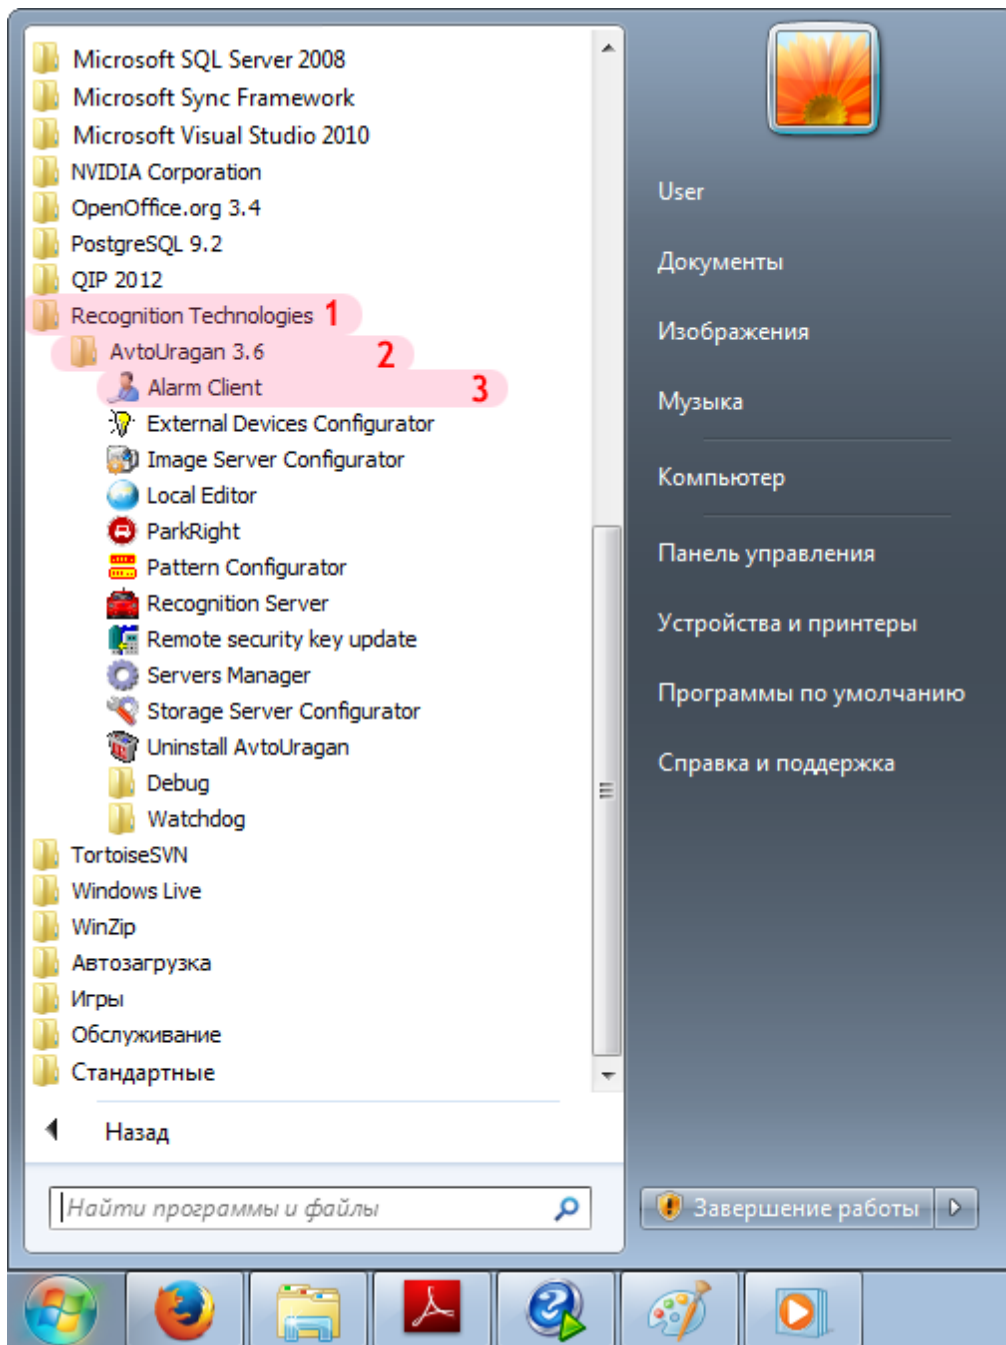 Microsoft SQL Server 2008
Microsoft Sync Framework
Microsoft Visual Studio 2010
NVIDIA Corporation
OpenOffice.org 3.4
PostgreSQL 9.2
QIP 2012
Recognition Technologies 1
AvtoUragan 3.6 2
Alarm Client 3
External Devices Configurator
Image Server Configurator
Local Editor
ParkRight
Pattern Configurator
Recognition Server
Remote security key update
Servers Manager
Storage Server Configurator
Uninstall AvtoUragan
Debug
Watchdog
TortoiseSVN
Windows Live
WinZip
Автозагрузка
Игры
Обслуживание
Стандартные
Назад
Найти программы и файлы
User
Документы
Изображения
Музыка
Компьютер
Панель управления
Устройства и принтеры
Программы по умолчанию
Справка и поддержка
Завершение работы